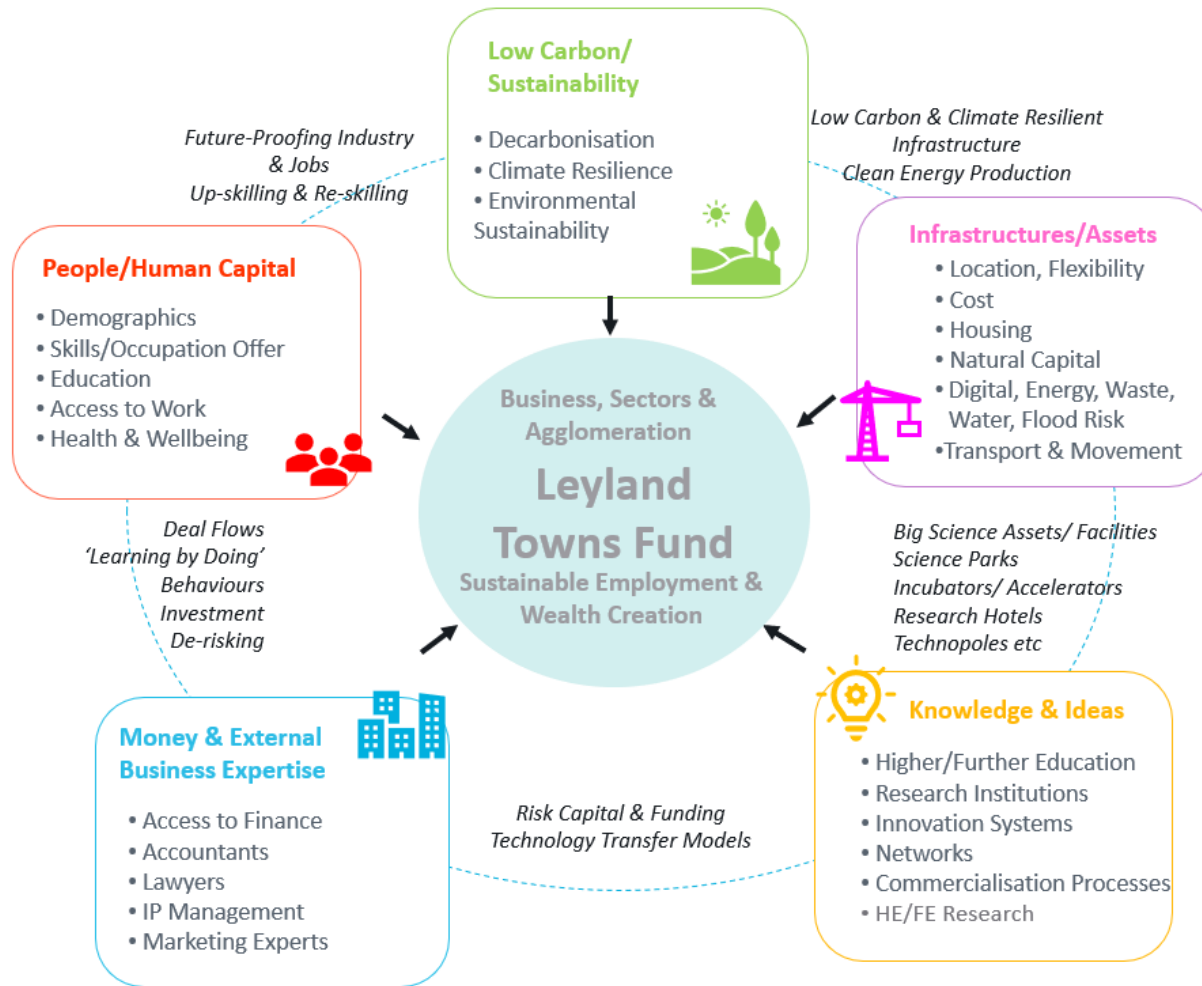 Low Carbon/
Sustainability
• Decarbonisation
• Climate Resilience
• Environmental
Sustainability
Future-Proofing Industry
& Jobs
Up-skilling & Re-skilling
Low Carbon & Climate Resilient
Infrastructure
Clean Energy Production
People/Human Capital
• Demographics
• Skills/Occupation Offer
• Education
• Access to Work
• Health & Wellbeing
Infrastructures/Assets
• Location, Flexibility
• Cost
• Housing
• Natural Capital
• Digital, Energy, Waste,
Water, Flood Risk
•Transport & Movement
Business, Sectors &
Agglomeration
Leyland
Towns Fund
Sustainable Employment &
Wealth Creation
Deal Flows
‘Learning by Doing’
Behaviours
Investment
De-risking
Big Science Assets/ Facilities
Science Parks
Incubators/ Accelerators
Research Hotels
Technopoles etc
Money & External
Business Expertise
• Access to Finance
• Accountants
• Lawyers
• IP Management
• Marketing Experts
Risk Capital & Funding
Technology Transfer Models
Knowledge & Ideas
• Higher/Further Education
• Research Institutions
• Innovation Systems
• Networks
• Commercialisation Processes
• HE/FE Research